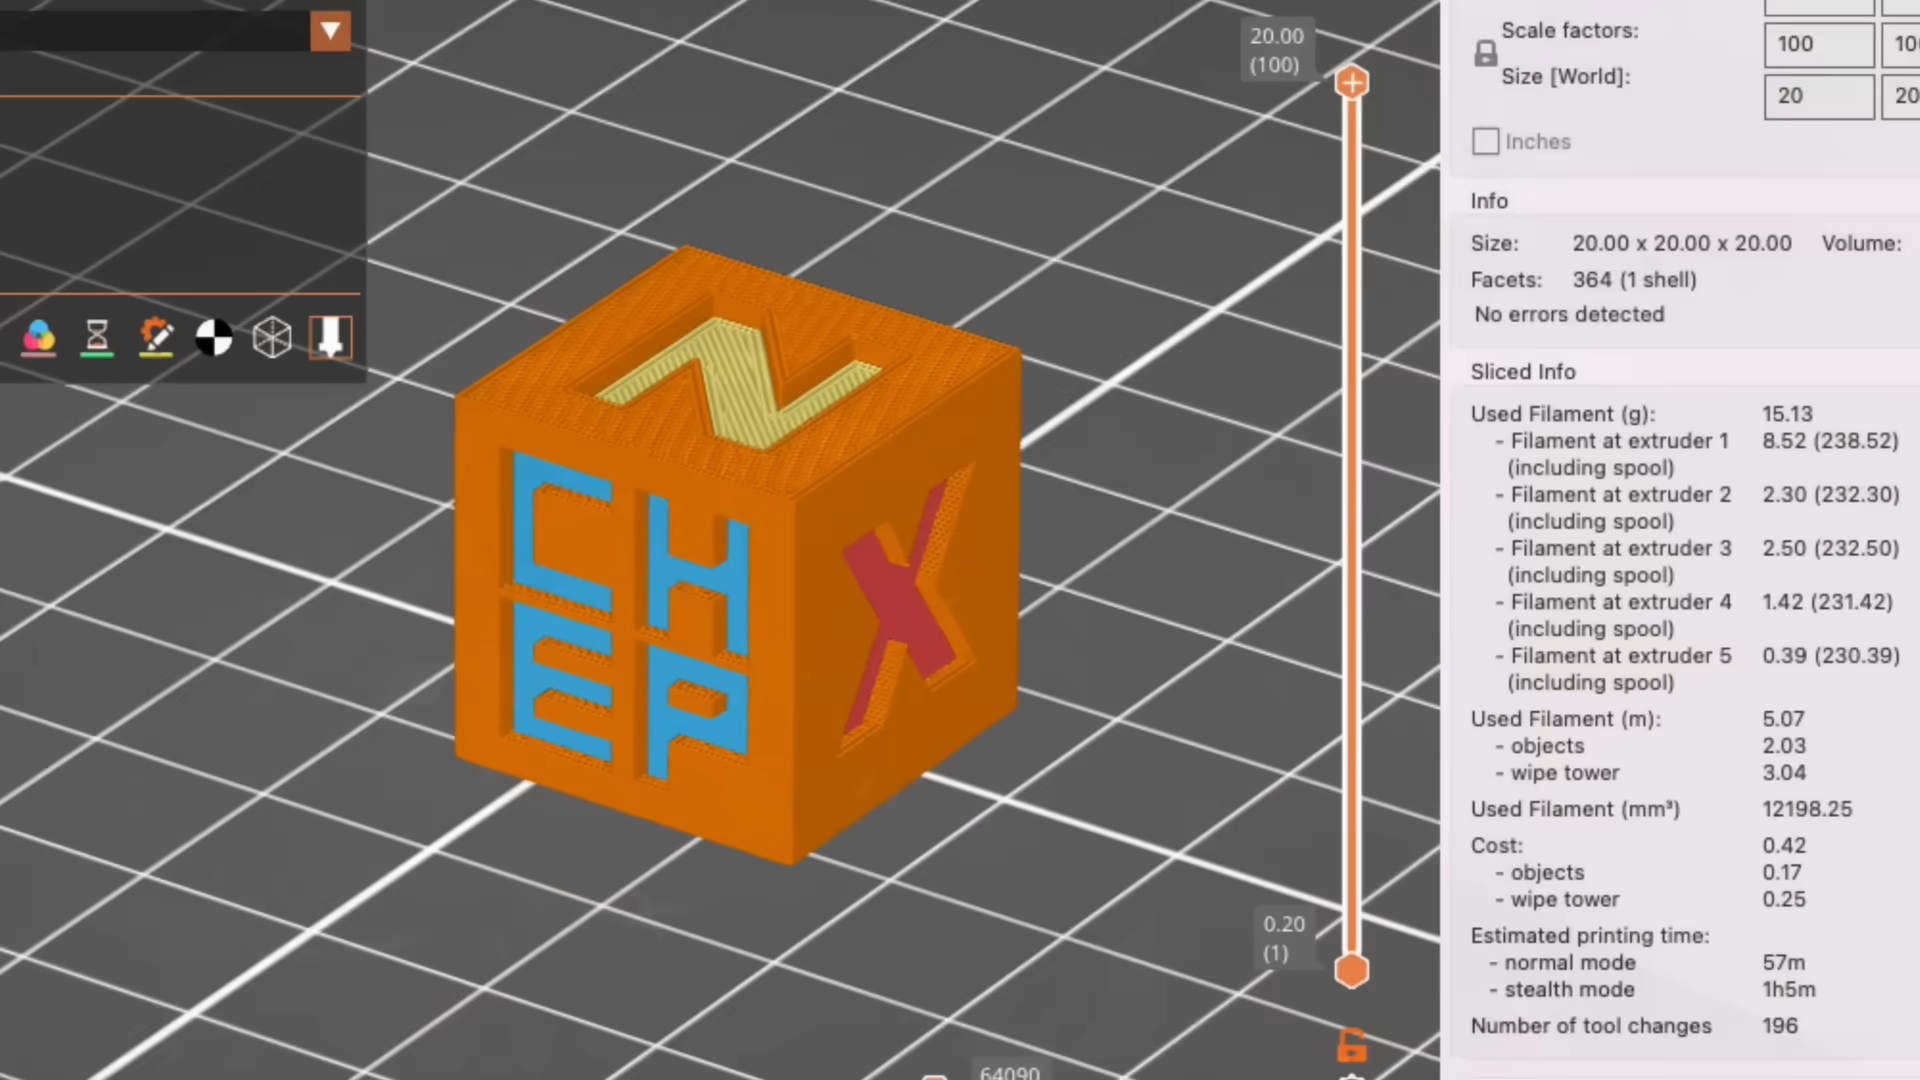 20.00
(100)
Scale factors:
100
Size [World]:
20
20
Inches
Info
Size: 20.00 x 20.00 x 20.00 Volume:
Facets: 364 (1 shell)
No errors detected
Sliced Info
Used Filament (g): 15.13
- Filament at extruder 1 8.52 (238.52)
(including spool)
- Filament at extruder 2 2.30 (232.30)
(including spool)
- Filament at extruder 3 2.50 (232.50)
(including spool)
- Filament at extruder 4 1.42 (231.42)
(including spool)
- Filament at extruder 5 0.39 (230.39)
(including spool)
Used Filament (m): 5.07
- objects 2.03
- wipe tower 3.04
Used Filament (mm³) 12198.25
Cost: 0.42
- objects 0.17
- wipe tower 0.25
Estimated printing time:
- normal mode 57m
- stealth mode 1h5m
Number of tool changes 196
Z
CH
EP
X
0.20
(1)
64090